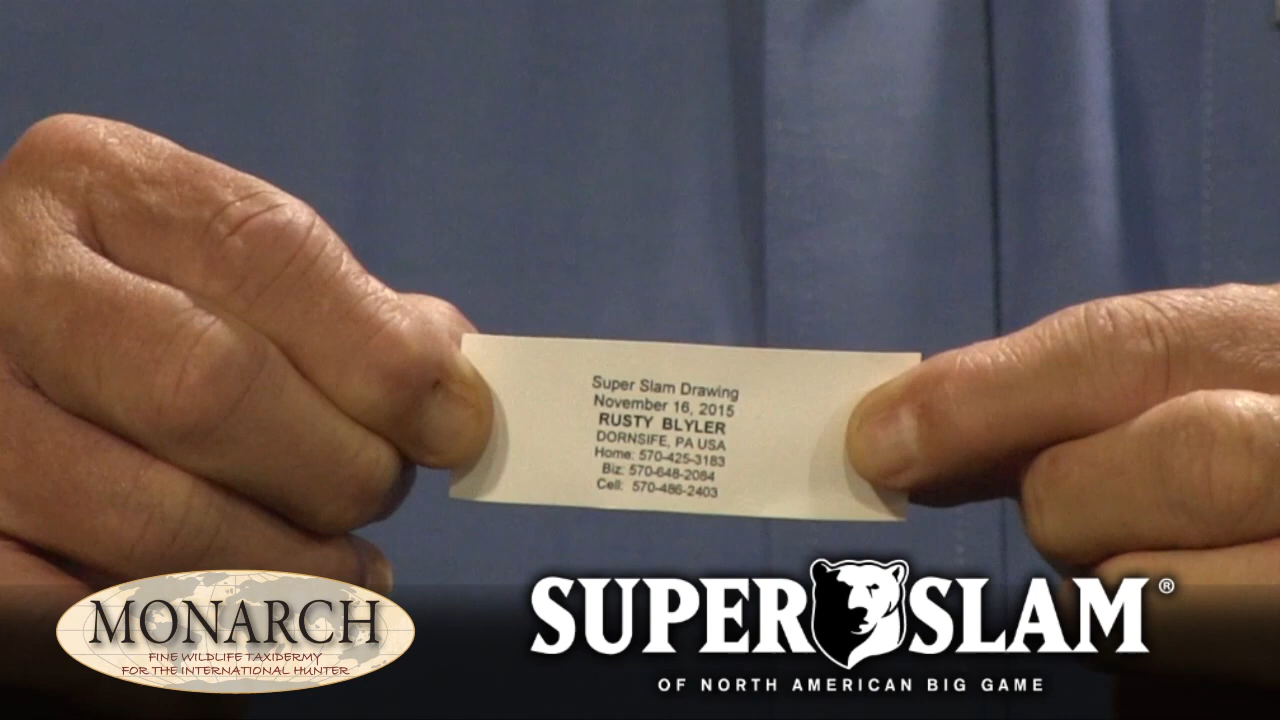 Super Slam Drawing
November 16, 2015
RUSTY BLYLER
DORNSIFE, PA USA
Home: 570-425-3183
Biz: 570-648-2084
Cell: 570-486-2403
MONARCH
FINE WILDLIFE TAXIDERMY
FOR THE INTERNATIONAL HUNTER
SUPER SLAM®
OF NORTH AMERICAN BIG GAME